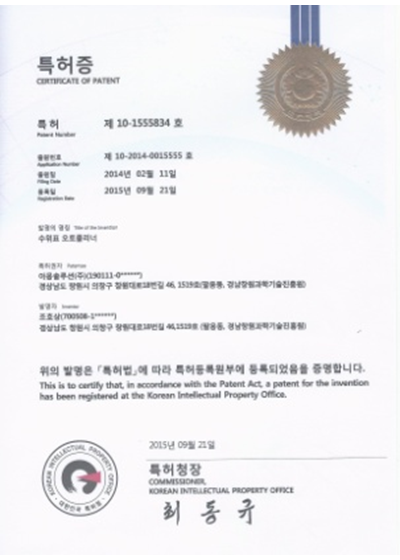 특허증
CERTIFICATE OF PATENT
특허 제 10-1555834 호
Patent Number
출원번호 제 10-2014-0015555 호
Application Number
출원일 2014년 02월 11일
Filing Date
등록일 2015년 09월 21일
Registration Date
발명의 명칭 Title of the Invention
수위표 오토클리너
특허권자 Patentee
(주)(190111-0******)
경상남도 창원시 의창구 창원대로18번길 46, 1519호(팔용동, 경남창원과학기술진흥원)
발명자 Inventor
조호상(700508-1******)
경상남도 창원시 의창구 창원대로18번길 46,1519호 (팔용동, 경남창원과학기술진흥원)
위의 발명은 「특허법」에 따라 특허등록원부에 등록되었음을 증명합니다.
This is to certify that, in accordance with the Patent Act, a patent for the invention
has been registered at the Korean Intellectual Property Office.
2015년 09월 21일
특허청장
COMMISSIONER,
KOREAN INTELLECTUAL PROPERTY OFFICE
최동규
KOREAN INTELLECTUAL PROPERTY OFFICE
대한민국 특허청